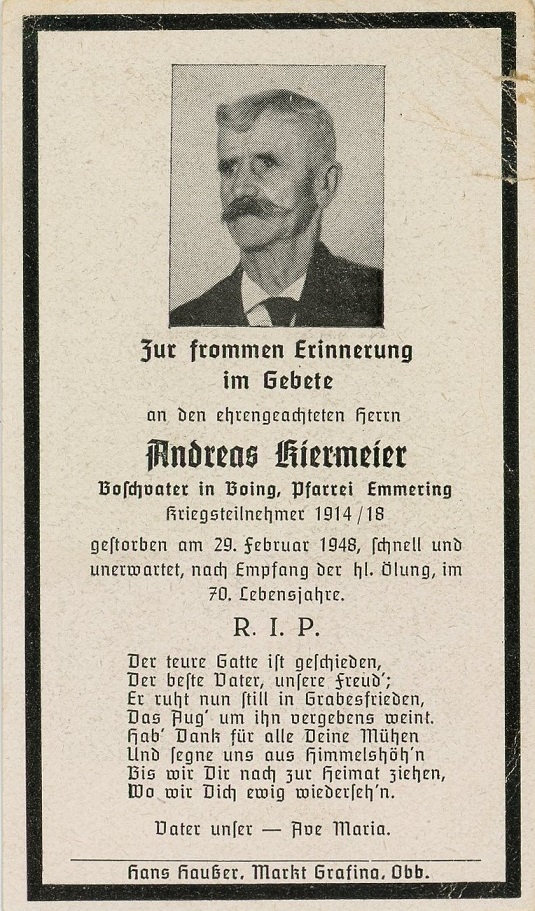 Zur frommen Erinnerung
im Gebete
an den ehrengeachteten Herrn
Andreas Kiermeier
Boschvater in Boing, Pfarrei Emmering
Kriegsteilnehmer 1914/18
gestorben am 29. Februar 1948, schnell und
unerwartet, nach Empfang der hl. Ölung, im
70. Lebensjahre.
R. I. P.
Der teure Gatte ist geschieden,
Der beste Vater, unsere Freud';
Er ruht nun still in Grabesfrieden,
Das Aug' um ihn vergebens weint.
Hab' Dank für alle Deine Mühen
Und segne uns aus Himmelshöh'n
Bis wir Dir nach zur Heimat ziehen,
Wo wir Dich ewig wiederseh'n.
Vater unser — Ave Maria.
Hans Haußer, Markt Grafing, Obb.